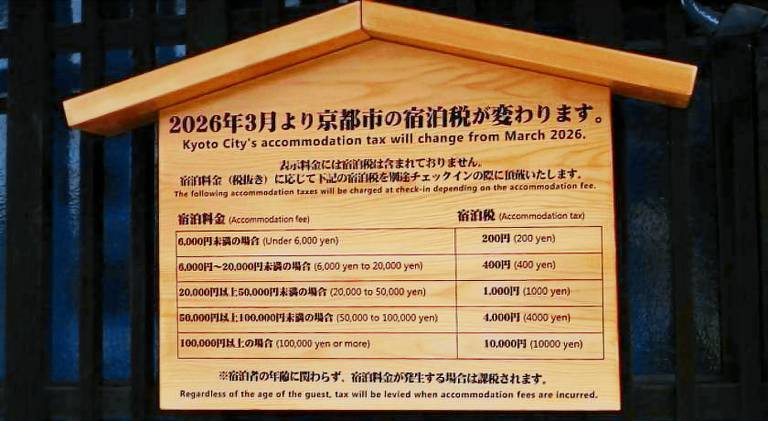 2026年3月より京都市の宿泊税が変わります。
Kyoto City's accommodation tax will change from March 2026.
表示料金には宿泊税は含まれておりません。
宿泊料金（税抜き）に応じて下記の宿泊税を別途チェックインの際に頂戴いたします。
The following accommodation taxes will be charged at check-in depending on the accommodation fee.
宿泊料金 (Accommodation fee) 宿泊税 (Accommodation tax)
6,000円未満の場合 (Under 6,000 yen) 200円 (200 yen)
6,000円〜20,000円未満の場合 (6,000 yen to 20,000 yen) 400円 (400 yen)
20,000円以上50,000円未満の場合 (20,000 to 50,000 yen) 1,000円 (1000 yen)
50,000円以上100,000円未満の場合 (50,000 to 100,000 yen) 4,000円 (4000 yen)
100,000円以上の場合 (100,000 yen or more) 10,000円 (10000 yen)
※宿泊者の年齢に関わらず、宿泊料金が発生する場合は課税されます。
Regardless of the age of the guest, tax will be levied when accommodation fees are incurred.